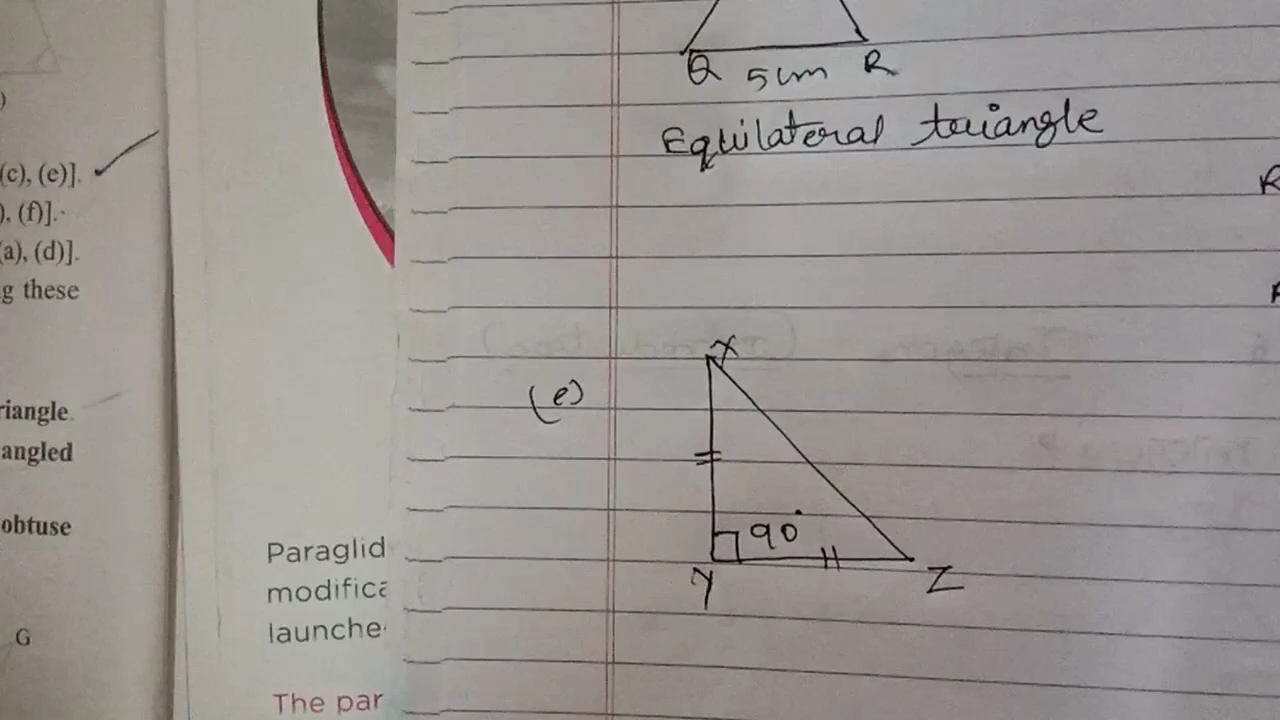 )
(c), (e)].
), (f)].
(a), (d)].
g these
riangle.
angled
obtuse
G
Paraglid
modifica
launche
The par
Q 5cm R
Equilateral triangle
R
(e)
X
90°
Y
Z